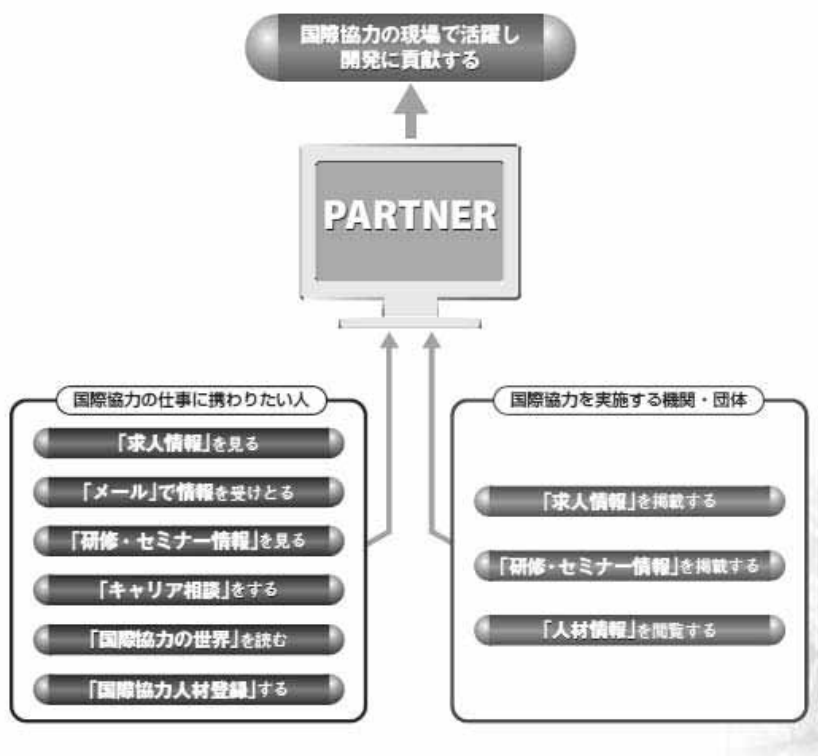 国際協力の現場で活躍し
開発に貢献する
PARTNER
国際協力の仕事に携わりたい人
「求人情報」を見る
「メール」で情報を受けとる
「研修・セミナー情報」を見る
「キャリア相談」をする
「国際協力の世界」を読む
「国際協力人材登録」する
国際協力を実施する機関・団体
「求人情報」を掲載する
「研修・セミナー情報」を掲載する
「人材情報」を閲覧する